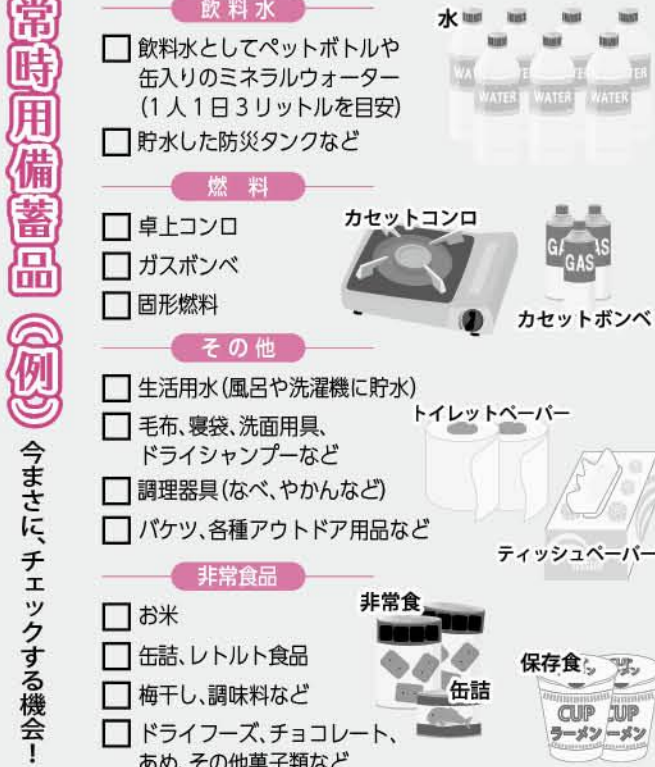 常時用備蓄品(例)
今まさに、チェックする機会!
飲料水
飲料水としてペットボトルや
缶入りのミネラルウォーター
(1人1日3リットルを目安)
貯水した防災タンクなど
水
WATER
WATER
WATER
WATER
燃料
卓上コンロ
ガスボンベ
固形燃料
カセットコンロ
GAS
GAS
GAS
カセットボンベ
その他
生活用水(風呂や洗濯機に貯水)
毛布、寝袋、洗面用具、
ドライシャンプーなど
調理器具(なべ、やかんなど)
バケツ、各種アウトドア用品など
トイレットペーパー
ティッシュペーパー
非常食品
お米
缶詰、レトルト食品
梅干し、調味料など
ドライフーズ、チョコレート、
あめ、その他菓子類など
非常食
缶詰
保存食
CUP
ラーメン
CUP
ーメン